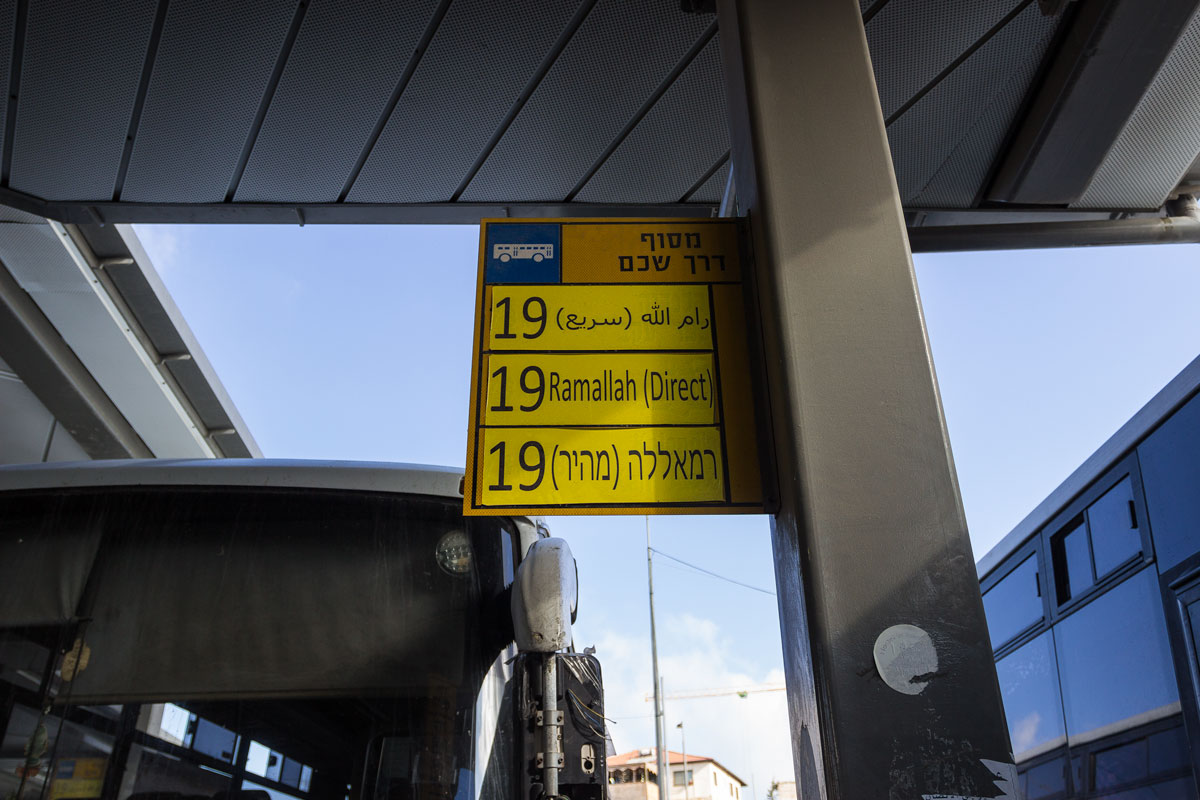 מסוף
דרך שכם
19 رام الله (سريع)
19 Ramallah (Direct)
19 רמאללה (מהיר)